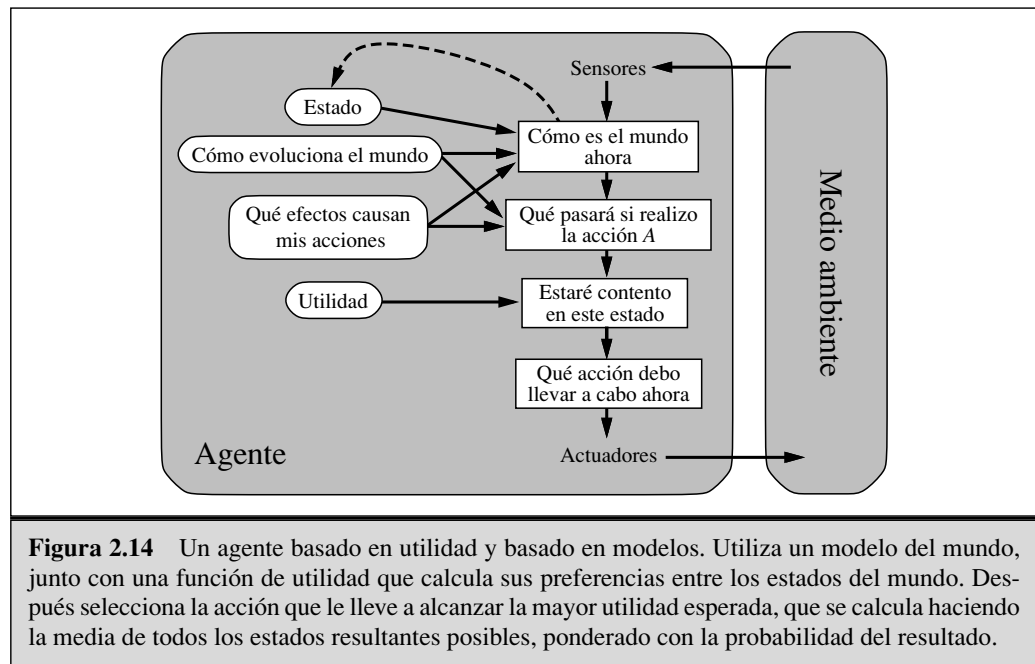 Sensores
Estado
Cómo es el mundo
ahora
Cómo evoluciona el mundo
Qué efectos causan
mis acciones
Qué pasará si realizo
la acción A
Utilidad
Estaré contento
en este estado
Qué acción debo
llevar a cabo ahora
Agente
Actuadores
Medio ambiente
Figura 2.14 Un agente basado en utilidad y basado en modelos. Utiliza un modelo del mundo,
junto con una función de utilidad que calcula sus preferencias entre los estados del mundo. Des-
pués selecciona la acción que le lleve a alcanzar la mayor utilidad esperada, que se calcula haciendo
la media de todos los estados resultantes posibles, ponderado con la probabilidad del resultado.